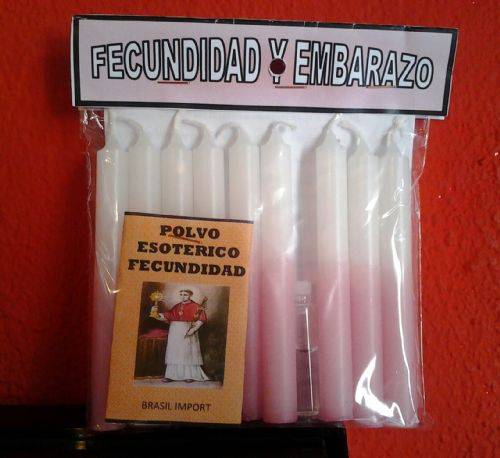 FECUNDIDAD Y EMBARAZO
POLVO
ESOTERICO
FECUNDIDAD
BRASIL IMPORT